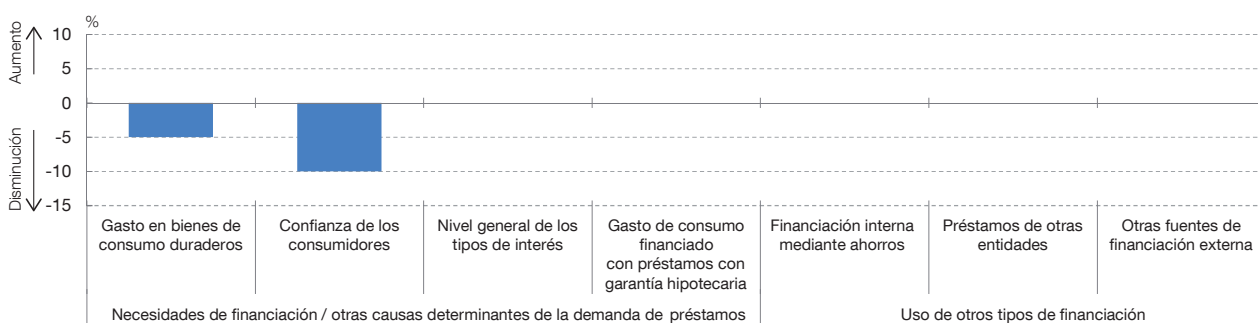 %
Aumento
Disminución
10
5
0
-5
-10
-15
Gasto en bienes de
consumo duraderos
Confianza de los
consumidores
Nivel general de los
tipos de interés
Gasto de consumo
financiado
con préstamos con
garantía hipotecaria
Financiación interna
mediante ahorros
Préstamos de otras
entidades
Otras fuentes de
financiación externa
Necesidades de financiación / otras causas determinantes de la demanda de préstamos
Uso de otros tipos de financiación